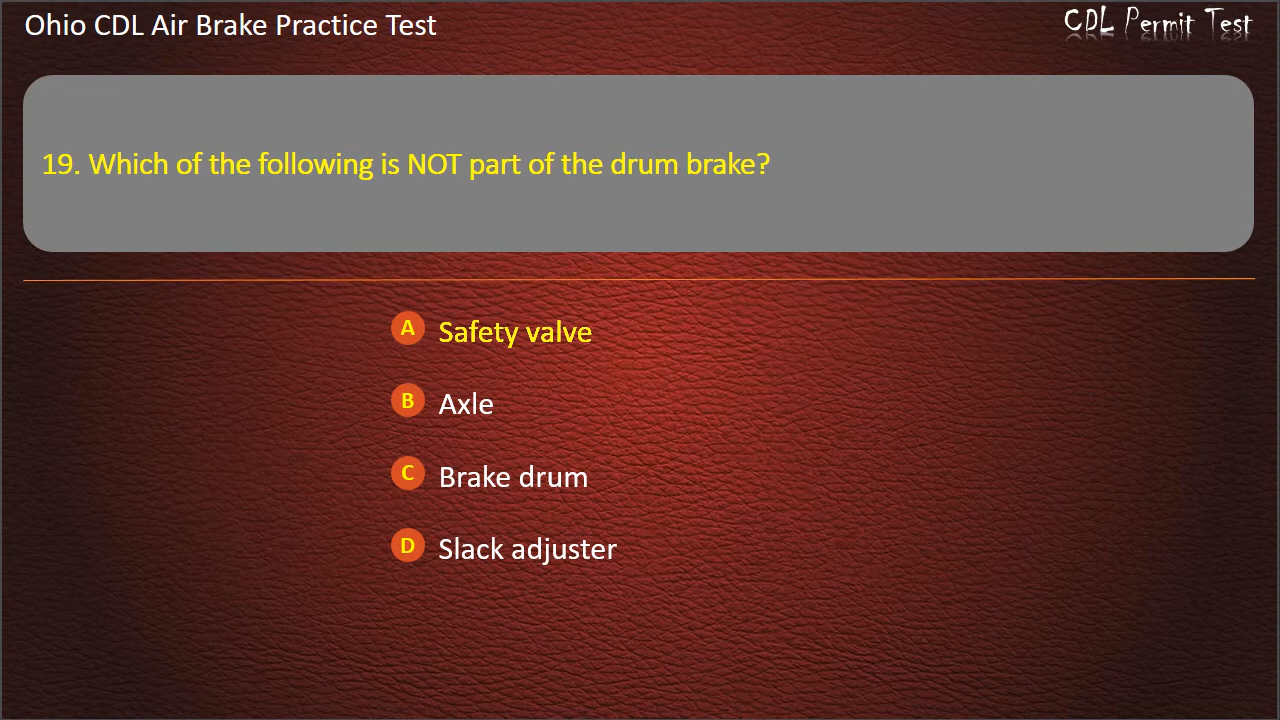 Ohio CDL Air Brake Practice Test
CDL Permit Test
19. Which of the following is NOT part of the drum brake?
A Safety valve
B Axle
C Brake drum
D Slack adjuster